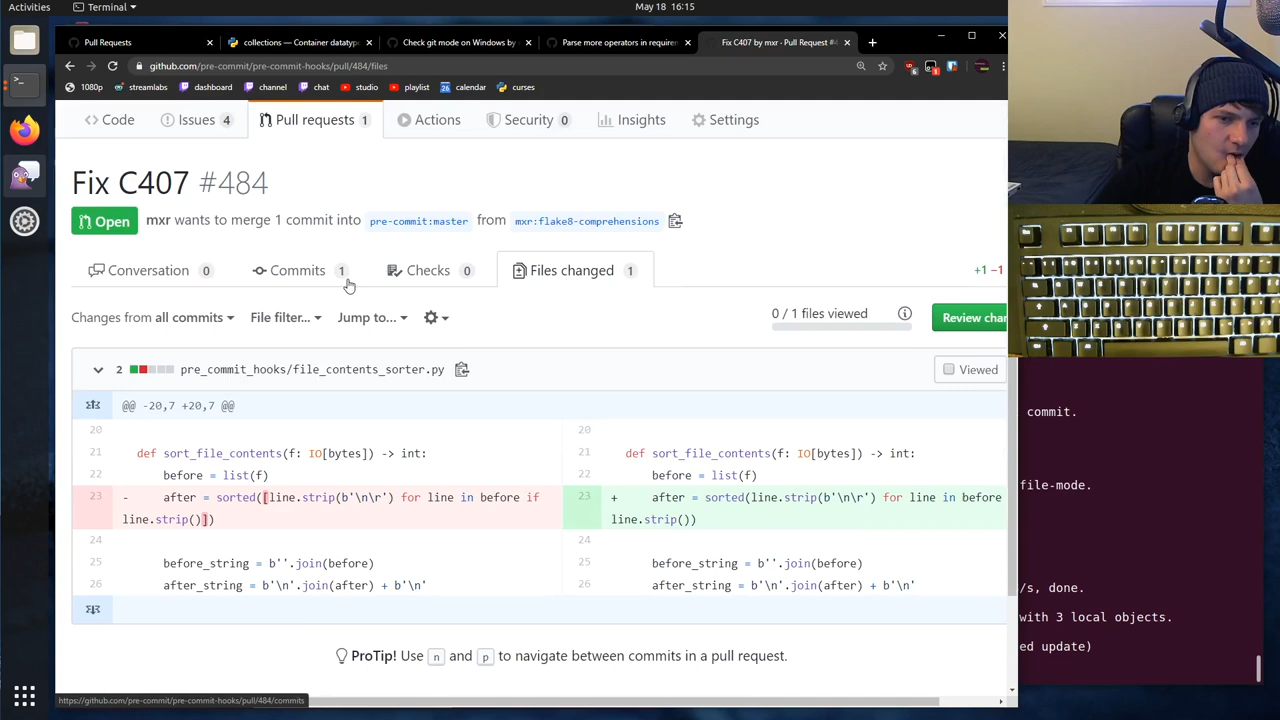 Activities
Terminal
May 18 16:15
Pull Requests
collections — Container datatyp
Check git mode on Windows by
Parse more operators in requirem
Fix C407 by mxr · Pull Request #4
github.com/pre-commit/pre-commit-hooks/pull/484/files
1080p
streamlabs
dashboard
channel
chat
studio
playlist
calendar
curses
Code
Issues 4
Pull requests 1
Actions
Security 0
Insights
Settings
Fix C407 #484
Open
mxr wants to merge 1 commit into pre-commit:master from mxr:flake8-comprehensions
Conversation 0
Commits 1
Checks 0
Files changed 1
+1 −1
Changes from all commits
File filter...
Jump to...
0 / 1 files viewed
Review chan
2 pre_commit_hooks/file_contents_sorter.py
Viewed
@@ -20,7 +20,7 @@
20
21 def sort_file_contents(f: IO[bytes]) -> int:
22 before = list(f)
23 - after = sorted([line.strip(b'\n\r') for line in before if
line.strip()])
24
25 before_string = b''.join(before)
26 after_string = b'\n'.join(after) + b'\n'
20
21 def sort_file_contents(f: IO[bytes]) -> int:
22 before = list(f)
23 + after = sorted(line.strip(b'\n\r') for line in before
line.strip())
24
25 before_string = b''.join(before)
26 after_string = b'\n'.join(after) + b'\n'
ProTip! Use n and p to navigate between commits in a pull request.
https://github.com/pre-commit/pre-commit-hooks/pull/484/commits
commit.
file-mode.
/s, done.
with 3 local objects.
ed update)